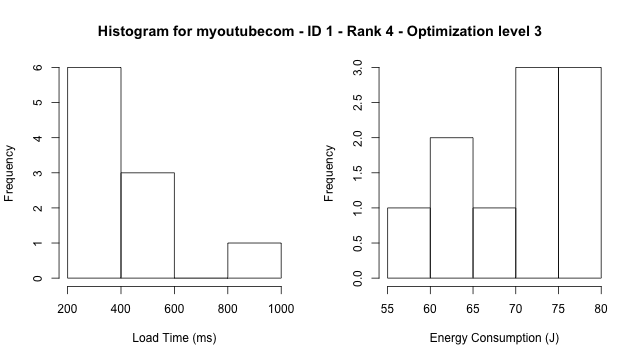 Histogram for myoutubecom - ID 1 - Rank 4 - Optimization level 3
Frequency
6
5
4
3
2
1
0
200 400 600 800 1000
Load Time (ms)
Frequency
3.0
2.5
2.0
1.5
1.0
0.5
0.0
55 60 65 70 75 80
Energy Consumption (J)